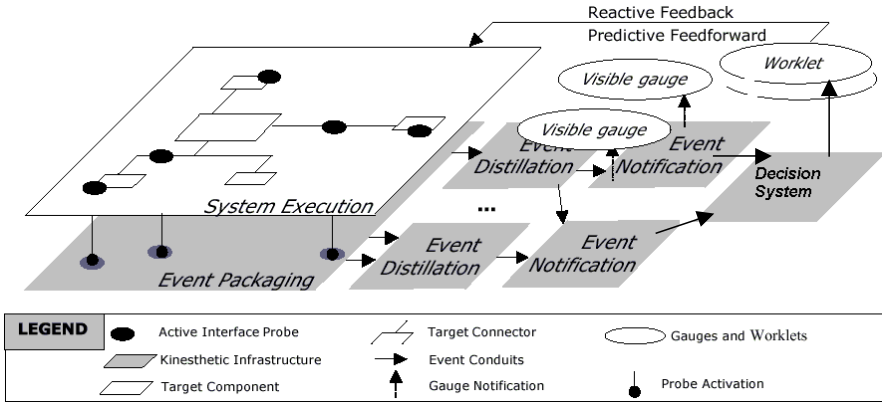 Reactive Feedback
Predictive Feedforward
Worklet
Visible gauge
Visible gauge
Event
Distillation
Event
Notification
Decision
System
System Execution
...
Event
Distillation
Event
Notification
Event Packaging
LEGEND
Active Interface Probe
Target Connector
Gauges and Worklets
Kinesthetic Infrastructure
Event Conduits
Target Component
Gauge Notification
Probe Activation